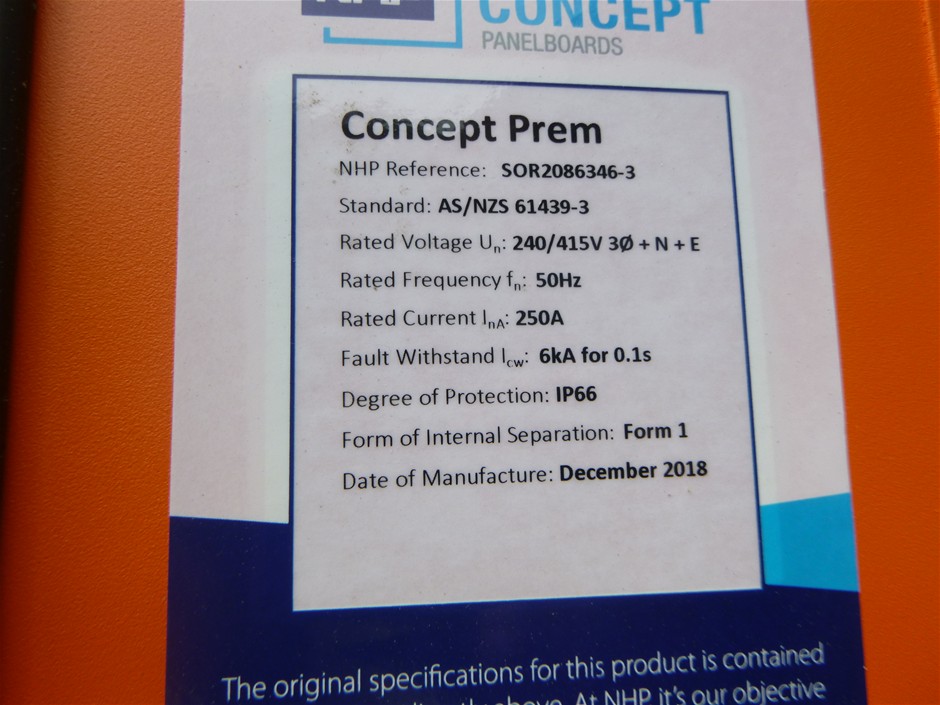 NHP
CONCEPT
PANELBOARDS
Concept Prem
NHP Reference: SOR2086346-3
Standard: AS/NZS 61439-3
Rated Voltage Un: 240/415V 3Ø + N + E
Rated Frequency fn: 50Hz
Rated Current InA: 250A
Fault Withstand Icw: 6kA for 0.1s
Degree of Protection: IP66
Form of Internal Separation: Form 1
Date of Manufacture: December 2018
The original specifications for this product is contained
the above. At NHP it's our objective